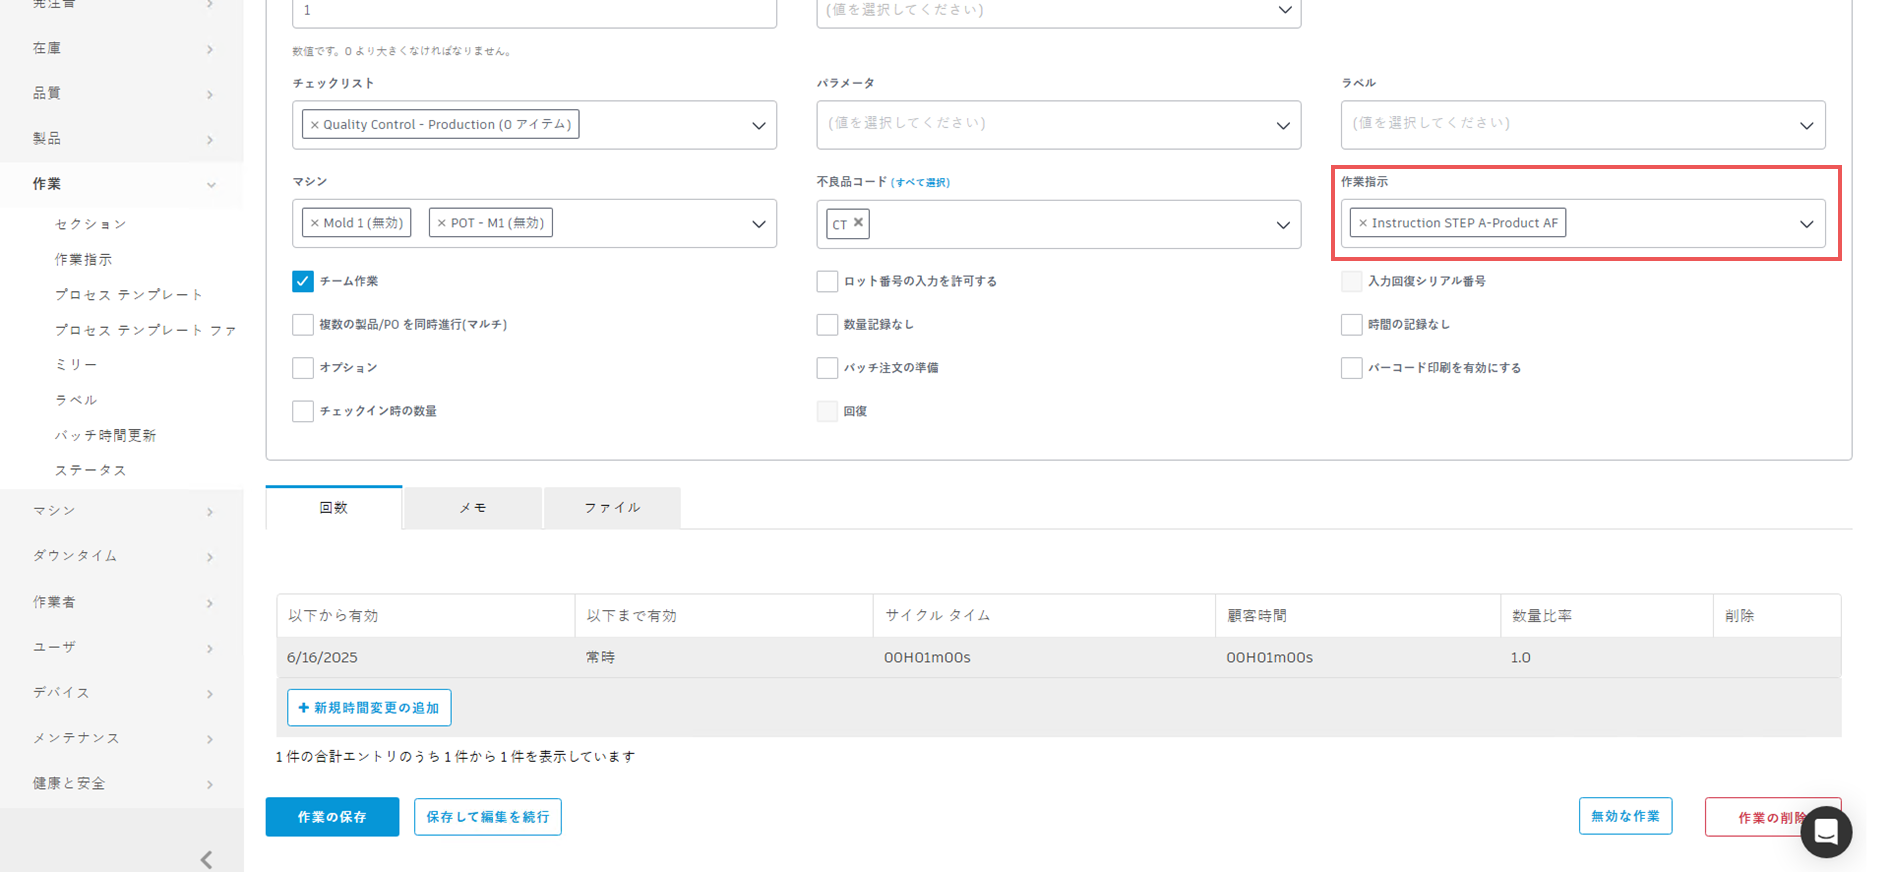 発注書
在庫
品質
製品
作業
セクション
作業指示
プロセス テンプレート
プロセス テンプレート ファ
ミリー
ラベル
バッチ時間更新
ステータス
マシン
ダウンタイム
作業者
ユーザ
デバイス
メンテナンス
健康と安全
1
(値を選択してください)
数値です。0 より大きくなければなりません。
チェックリスト
パラメータ
ラベル
× Quality Control - Production (0 アイテム)
(値を選択してください)
(値を選択してください)
マシン
不良品コード (すべて選択)
作業指示
× Mold 1 (無効) × POT - M1 (無効)
CT ×
× Instruction STEP A-Product AF
チーム作業
ロット番号の入力を許可する
入力回復シリアル番号
複数の製品/PO を同時進行(マルチ)
数量記録なし
時間の記録なし
オプション
バッチ注文の準備
バーコード印刷を有効にする
チェックイン時の数量
回復
回数 メモ ファイル
以下から有効 以下まで有効 サイクル タイム 顧客時間 数量比率 削除
6/16/2025 常時 00H01m00s 00H01m00s 1.0
+ 新規時間変更の追加
1 件の合計エントリのうち 1 件から 1 件を表示しています
作業の保存
保存して編集を続行
無効な作業
作業の削除